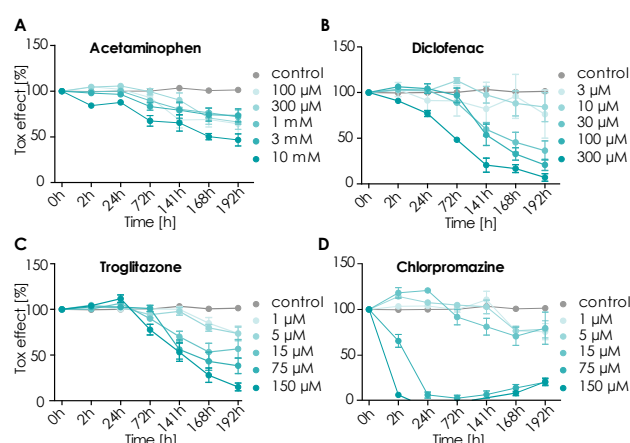 A
Acetaminophen
Tox effect [%]
150
100
50
0
0h
2h
24h
72h
141h
168h
192h
Time [h]
control
100 µM
300 µM
1 mM
3 mM
10 mM
B
Diclofenac
150
100
50
0
0h
2h
24h
72h
141h
168h
192h
Time [h]
control
3 µM
10 µM
30 µM
100 µM
300 µM
C
Troglitazone
Tox effect [%]
150
100
50
0
0h
2h
24h
72h
141h
168h
192h
Time [h]
control
1 µM
5 µM
15 µM
75 µM
150 µM
D
Chlorpromazine
150
100
50
0
0h
2h
24h
72h
141h
168h
192h
Time [h]
control
1 µM
5 µM
15 µM
75 µM
150 µM